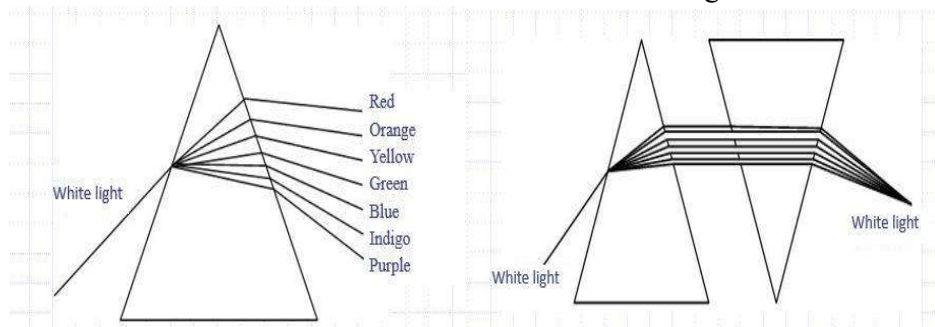 Red
Orange
Yellow
Green
Blue
Indigo
Purple
White light
White light
White light